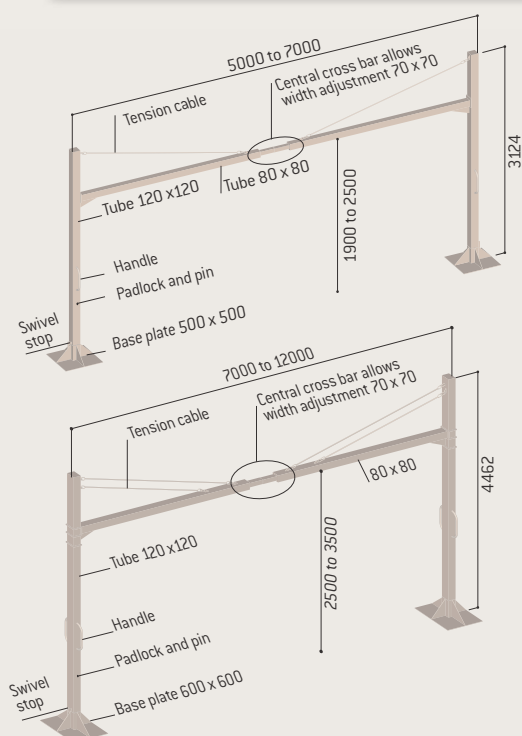 5000 to 7000
Central cross bar allows
width adjustment 70 x 70
Tension cable
Tube 120 x120
Tube 80 x 80
1900 to 2500
3124
Handle
Padlock and pin
Swivel
stop
Base plate 500 x 500
7000 to 12000
Central cross bar allows
width adjustment 70 x 70
Tension cable
80 x 80
4462
2500 to 3500
Tube 120 x120
Handle
Padlock and pin
Swivel
stop
Base plate 600 x 600